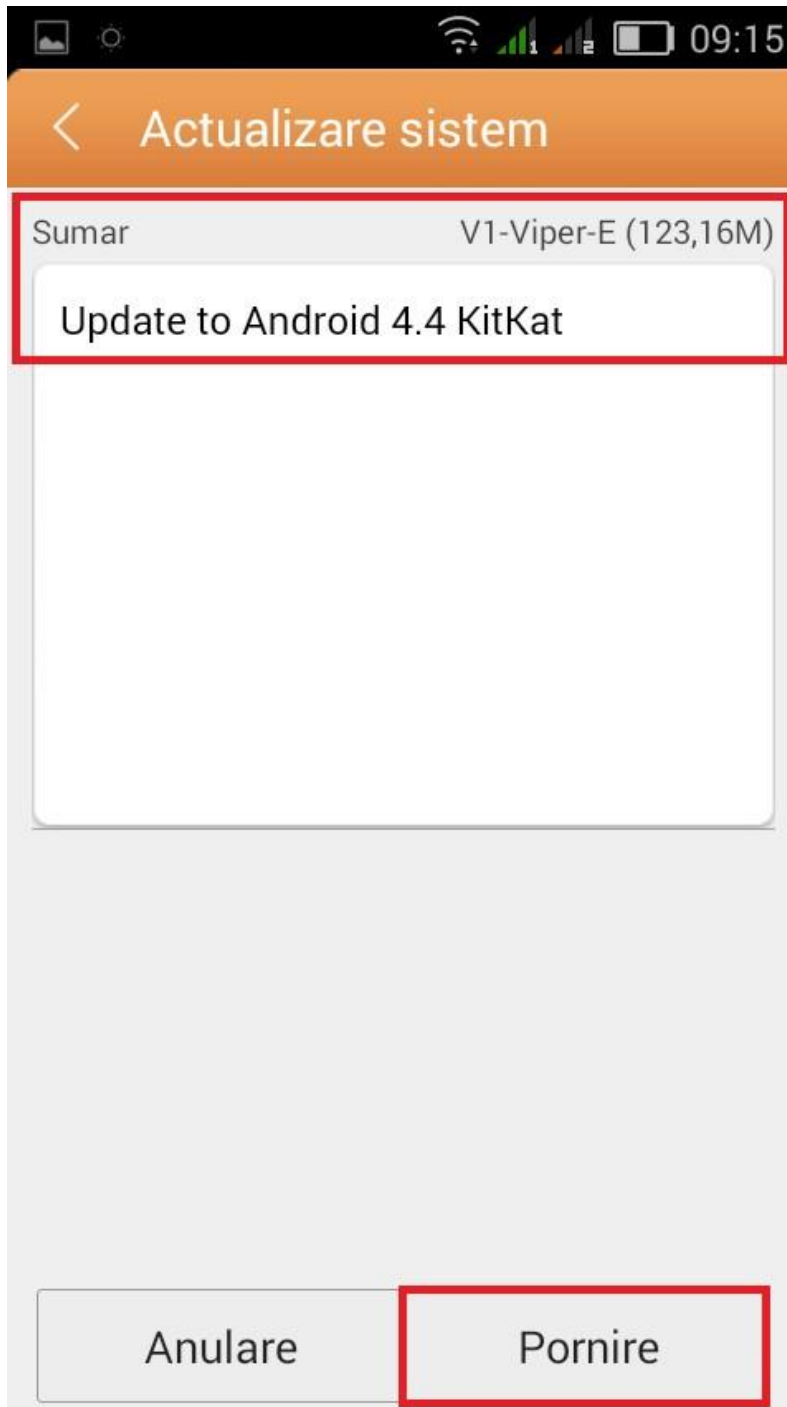 09:15
Actualizare sistem
Sumar V1-Viper-E (123,16M)
Update to Android 4.4 KitKat
Anulare Pornire